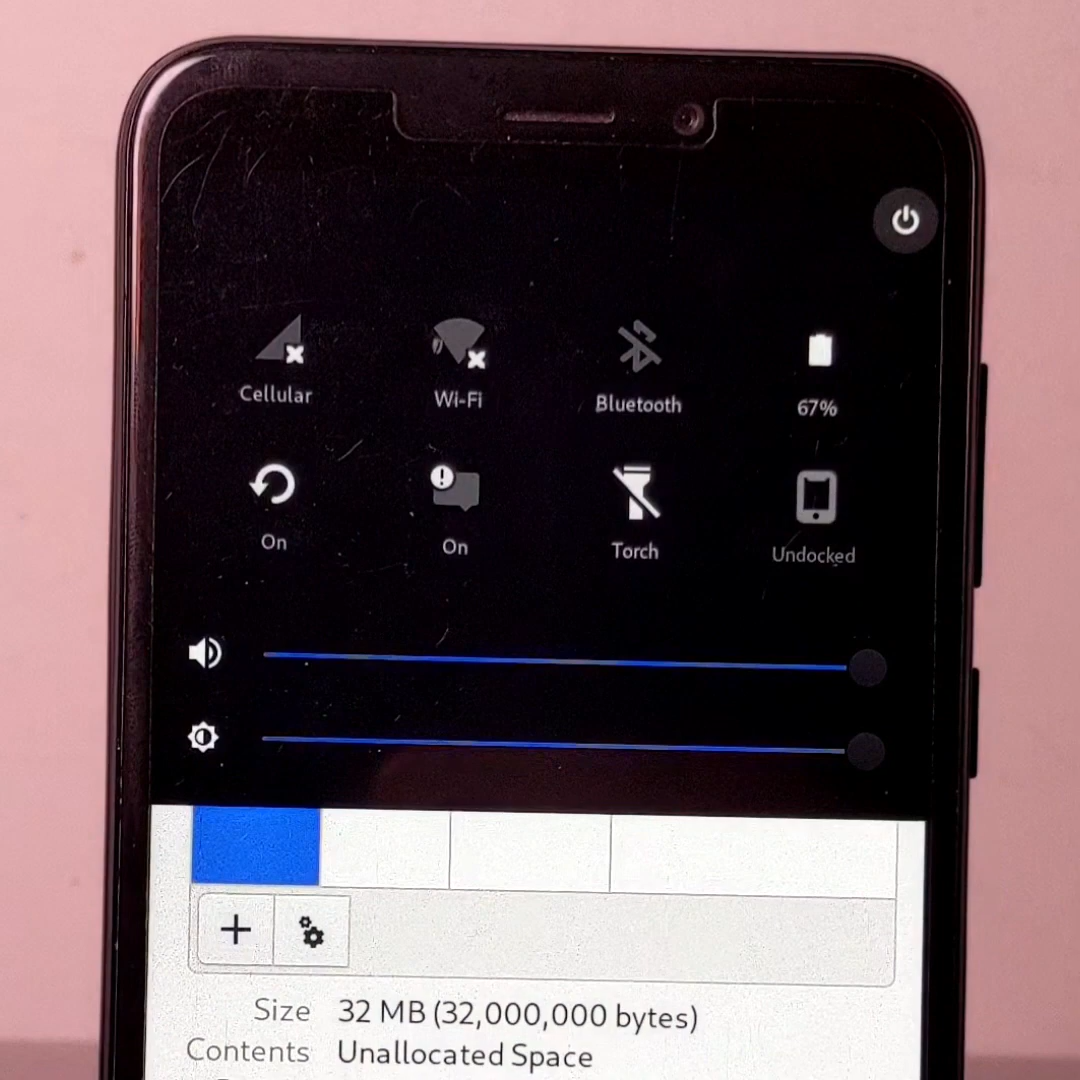 Cellular Wi-Fi Bluetooth 67%
On On Torch Undocked
Size 32 MB (32,000,000 bytes)
Contents Unallocated Space